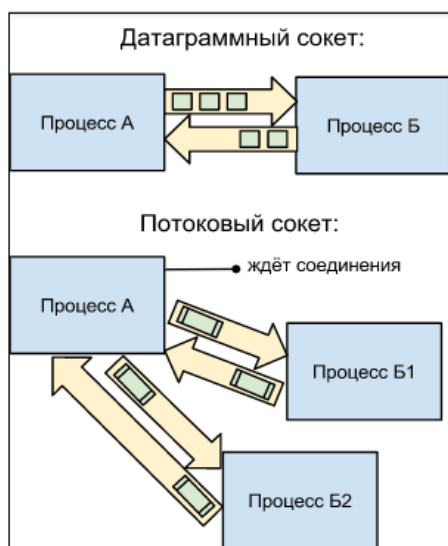 Датаграммный сокет:
Процесс А
Процесс Б
Потоковый сокет:
Процесс А
ждёт соединения
Процесс Б1
Процесс Б2